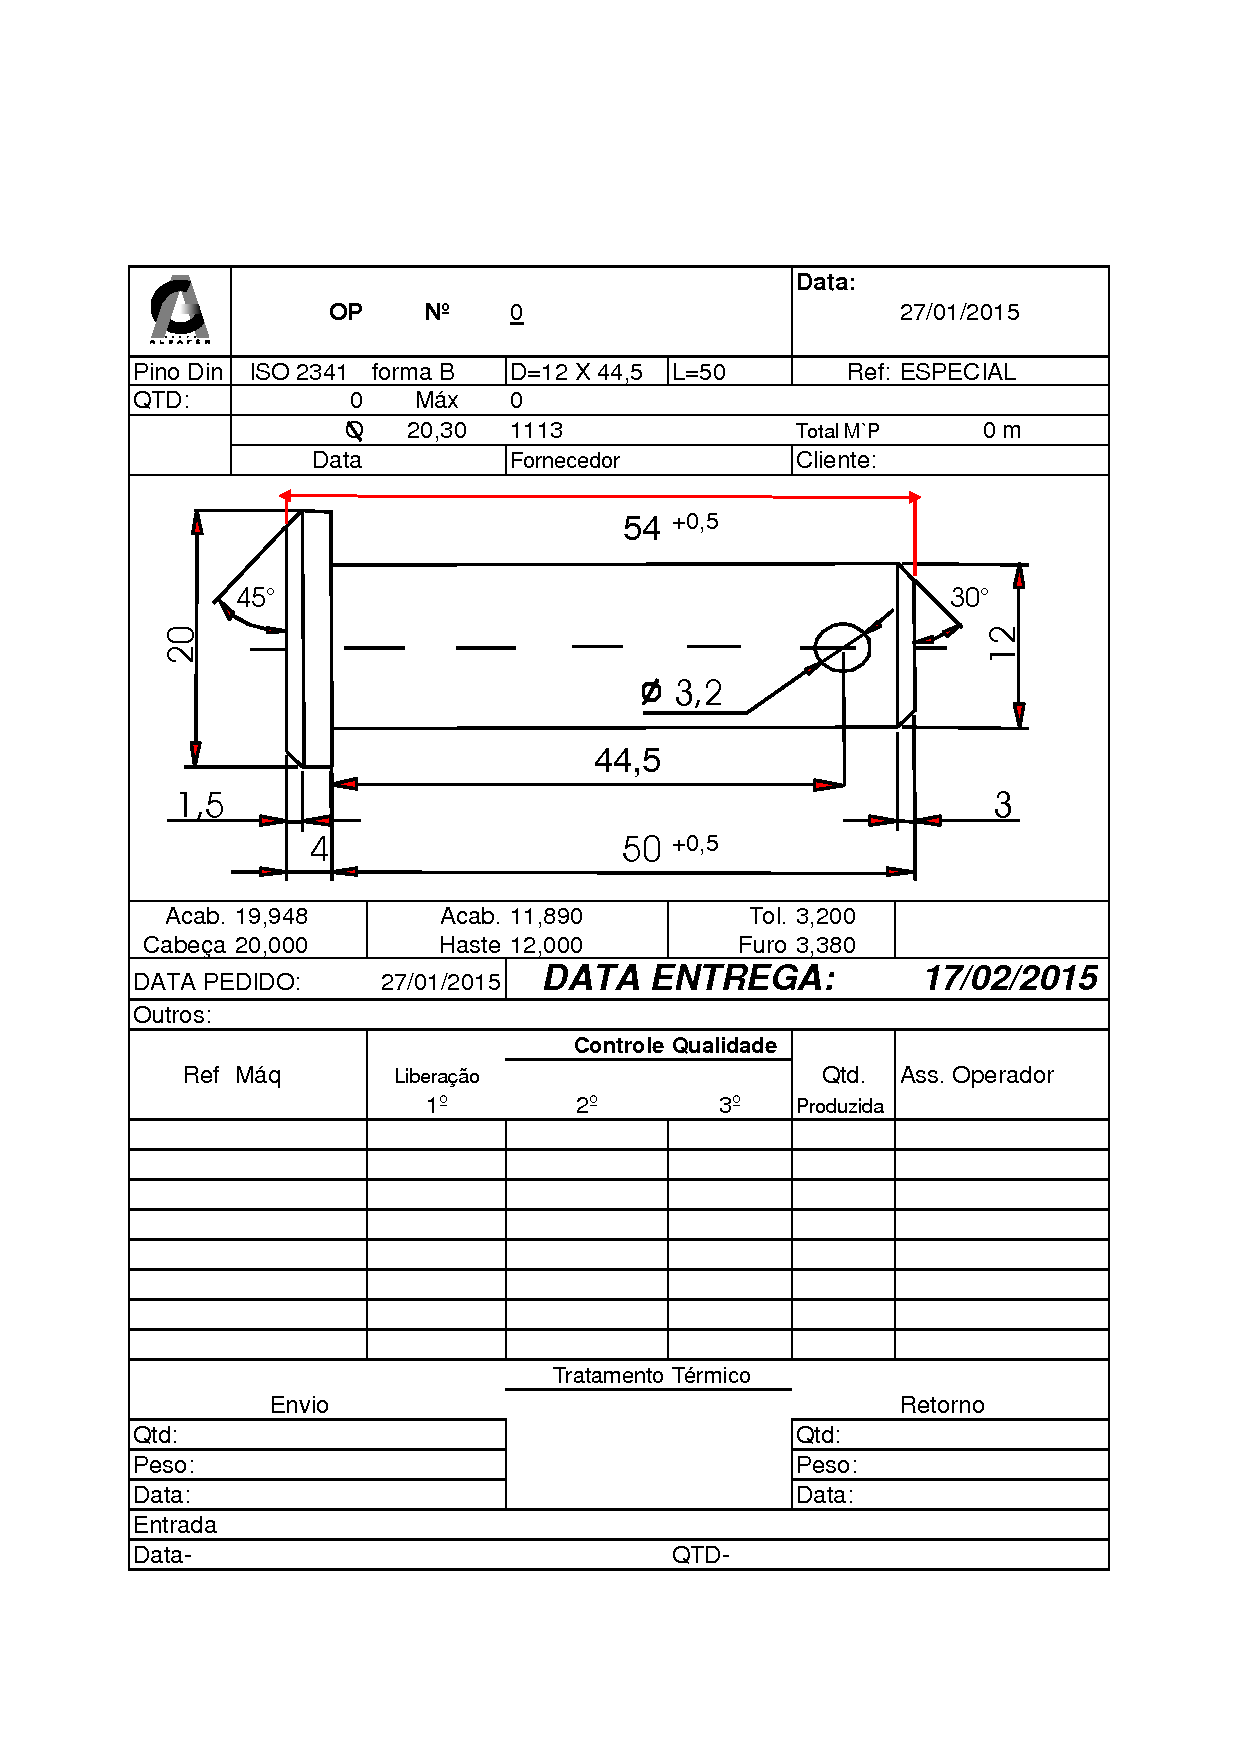 Data:
OP Nº 0 27/01/2015
ALBAFER
Pino Din ISO 2341 forma B D=12 X 44,5 L=50 Ref: ESPECIAL
QTD: 0 Máx 0
Ø 20,30 1113 Total M`P 0 m
Data Fornecedor Cliente:
54 +0,5
45° 30°
20 12
Ø 3,2
44,5
1,5 3
4 50 +0,5
Acab. 19,948 Acab. 11,890 Tol. 3,200
Cabeça 20,000 Haste 12,000 Furo 3,380
DATA PEDIDO: 27/01/2015 DATA ENTREGA: 17/02/2015
Outros:
Controle Qualidade
Ref Máq Liberação Qtd. Ass. Operador
1º 2º 3º Produzida
Tratamento Térmico
Envio Retorno
Qtd: Qtd:
Peso: Peso:
Data: Data:
Entrada
Data- QTD-